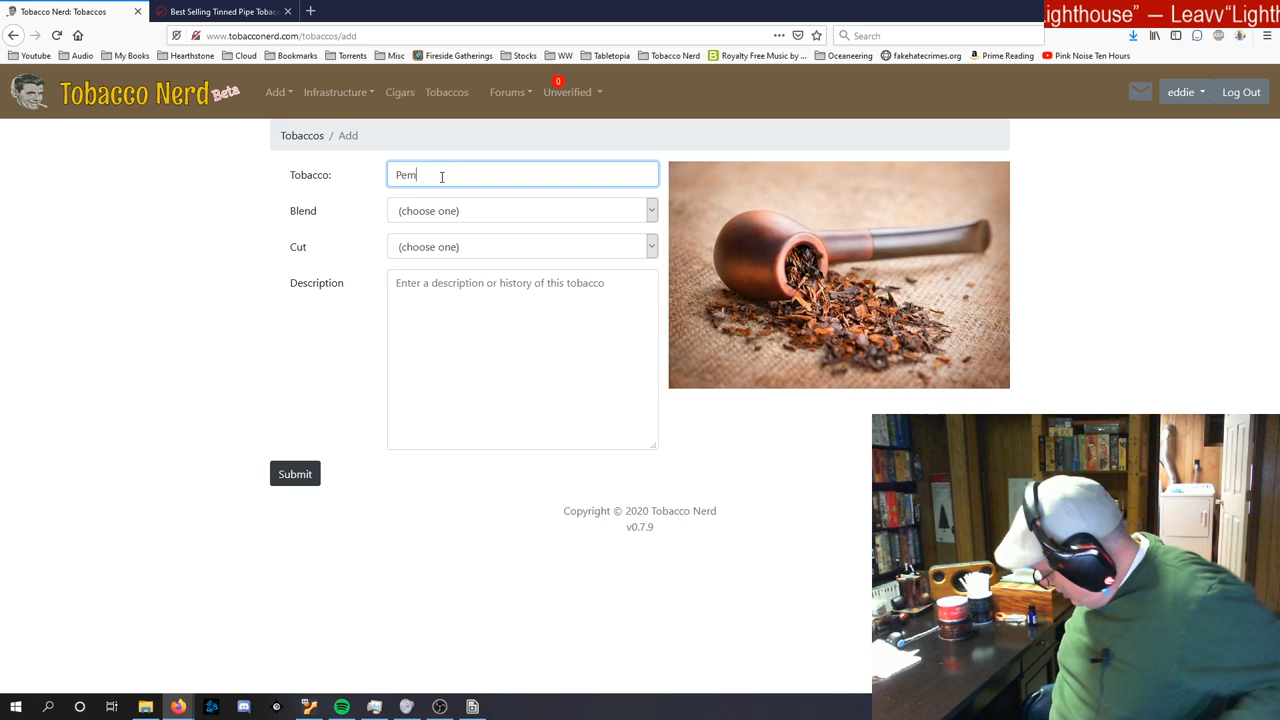 Tobacco Nerd: Tobaccos
Best Selling Tinned Pipe Tobac
ighthouse” — Leavv“Lighth
www.tobacconerd.com/tobaccos/add
Search
Youtube Audio My Books Hearthstone Cloud Bookmarks Torrents Misc Fireside Gatherings Stocks WW Tabletopia Tobacco Nerd Royalty Free Music by ... Oceaneering fakehatecrimes.org Prime Reading Pink Noise Ten Hours
Tobacco Nerd Beta
Add Infrastructure Cigars Tobaccos Forums 0 Unverified eddie Log Out
Tobaccos / Add
Tobacco: Pem
Blend (choose one)
Cut (choose one)
Description Enter a description or history of this tobacco
Submit
Copyright © 2020 Tobacco Nerd
v0.7.9